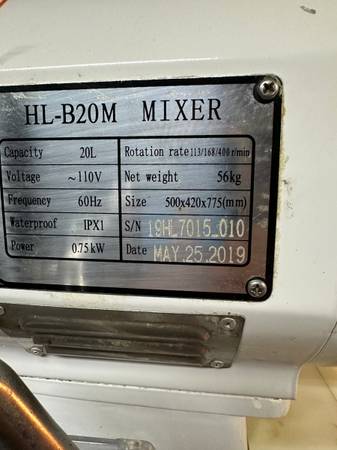 HL-B20M MIXER
Capacity 20L Rotation rate 113/168/400 r/min
Voltage ~110V Net weight 56kg
Frequency 60Hz Size 500x420x775(mm)
Waterproof IPX1 S/N 19HL7015.010
Power 0.75kW Date MAY.25.2019